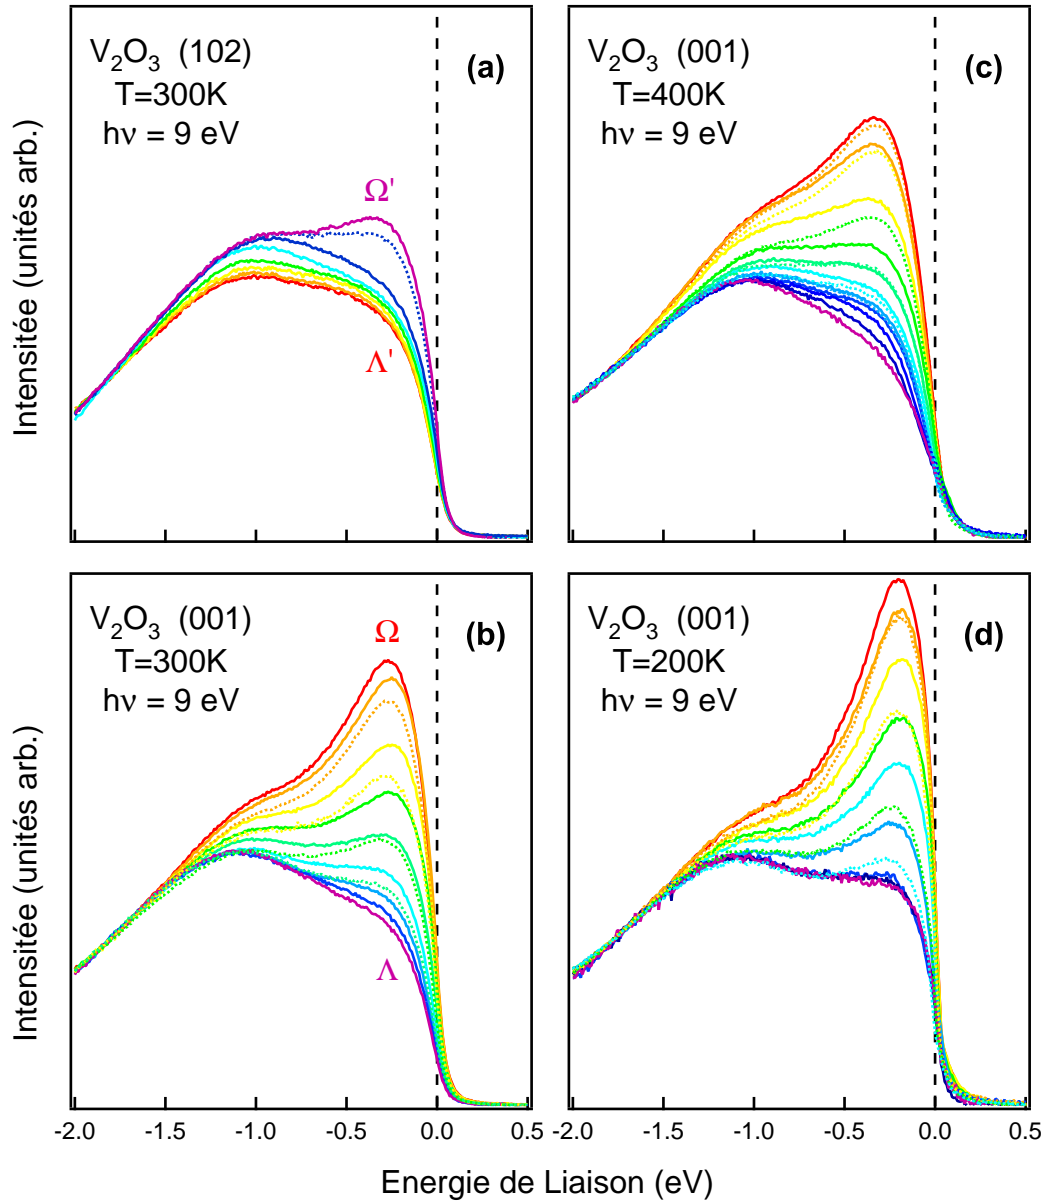 V₂O₃ (102)
T=300K
hν = 9 eV
(a)
Ω'
Λ'
Intensitée (unités arb.)
V₂O₃ (001)
T=400K
hν = 9 eV
(c)
V₂O₃ (001)
T=300K
hν = 9 eV
(b)
Ω
Λ
Intensitée (unités arb.)
-2.0 -1.5 -1.0 -0.5 0.0 0.5
V₂O₃ (001)
T=200K
hν = 9 eV
(d)
-2.0 -1.5 -1.0 -0.5 0.0 0.5
Energie de Liaison (eV)